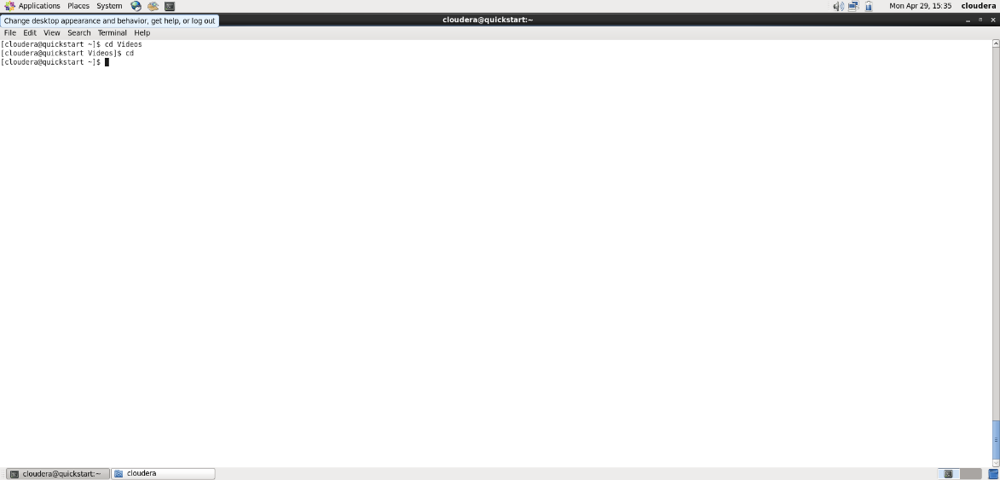 Applications Places System Mon Apr 29, 15:35 cloudera
Change desktop appearance and behavior, get help, or log out cloudera@quickstart:~
File Edit View Search Terminal Help
[cloudera@quickstart ~]$ cd Videos
[cloudera@quickstart Videos]$ cd
[cloudera@quickstart ~]$
cloudera@quickstart:~ cloudera